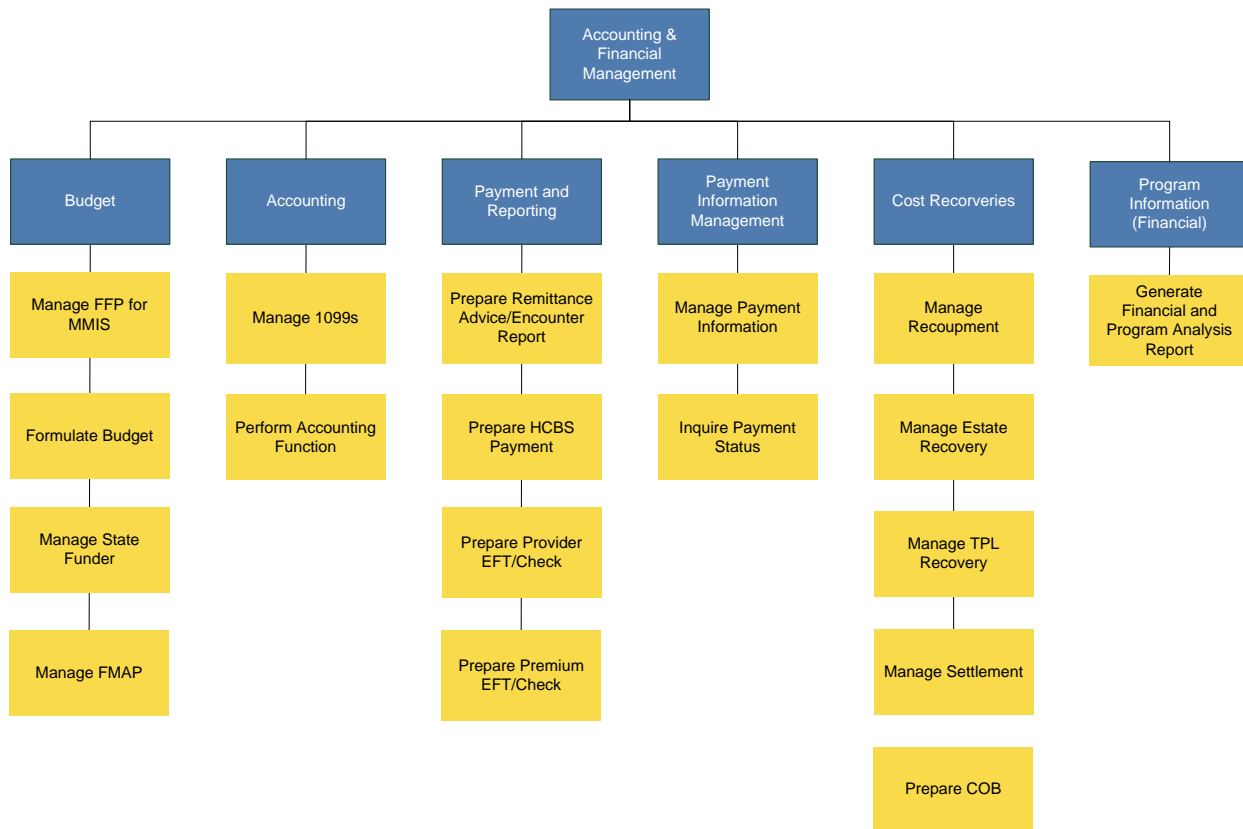 Accounting &
Financial
Management
Budget
Accounting
Payment and
Reporting
Payment
Information
Management
Cost Recorveries
Program
Information
(Financial)
Manage FFP for
MMIS
Manage 1099s
Prepare Remittance
Advice/Encounter
Report
Manage Payment
Information
Manage
Recoupment
Generate
Financial and
Program Analysis
Report
Formulate Budget
Perform Accounting
Function
Prepare HCBS
Payment
Inquire Payment
Status
Manage Estate
Recovery
Manage State
Funder
Prepare Provider
EFT/Check
Manage TPL
Recovery
Manage FMAP
Prepare Premium
EFT/Check
Manage Settlement
Prepare COB